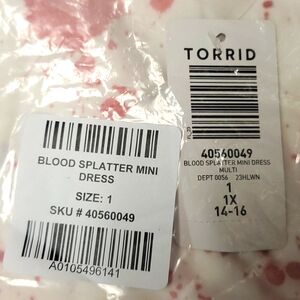 BLOOD SPLATTER MINI
DRESS
SIZE: 1
SKU # 40560049
A0105496141
TORRID
40560049
BLOOD SPLATTER MINI DRESS
MULTI
DEPT 0056 23HLWN
1
1X
14-16